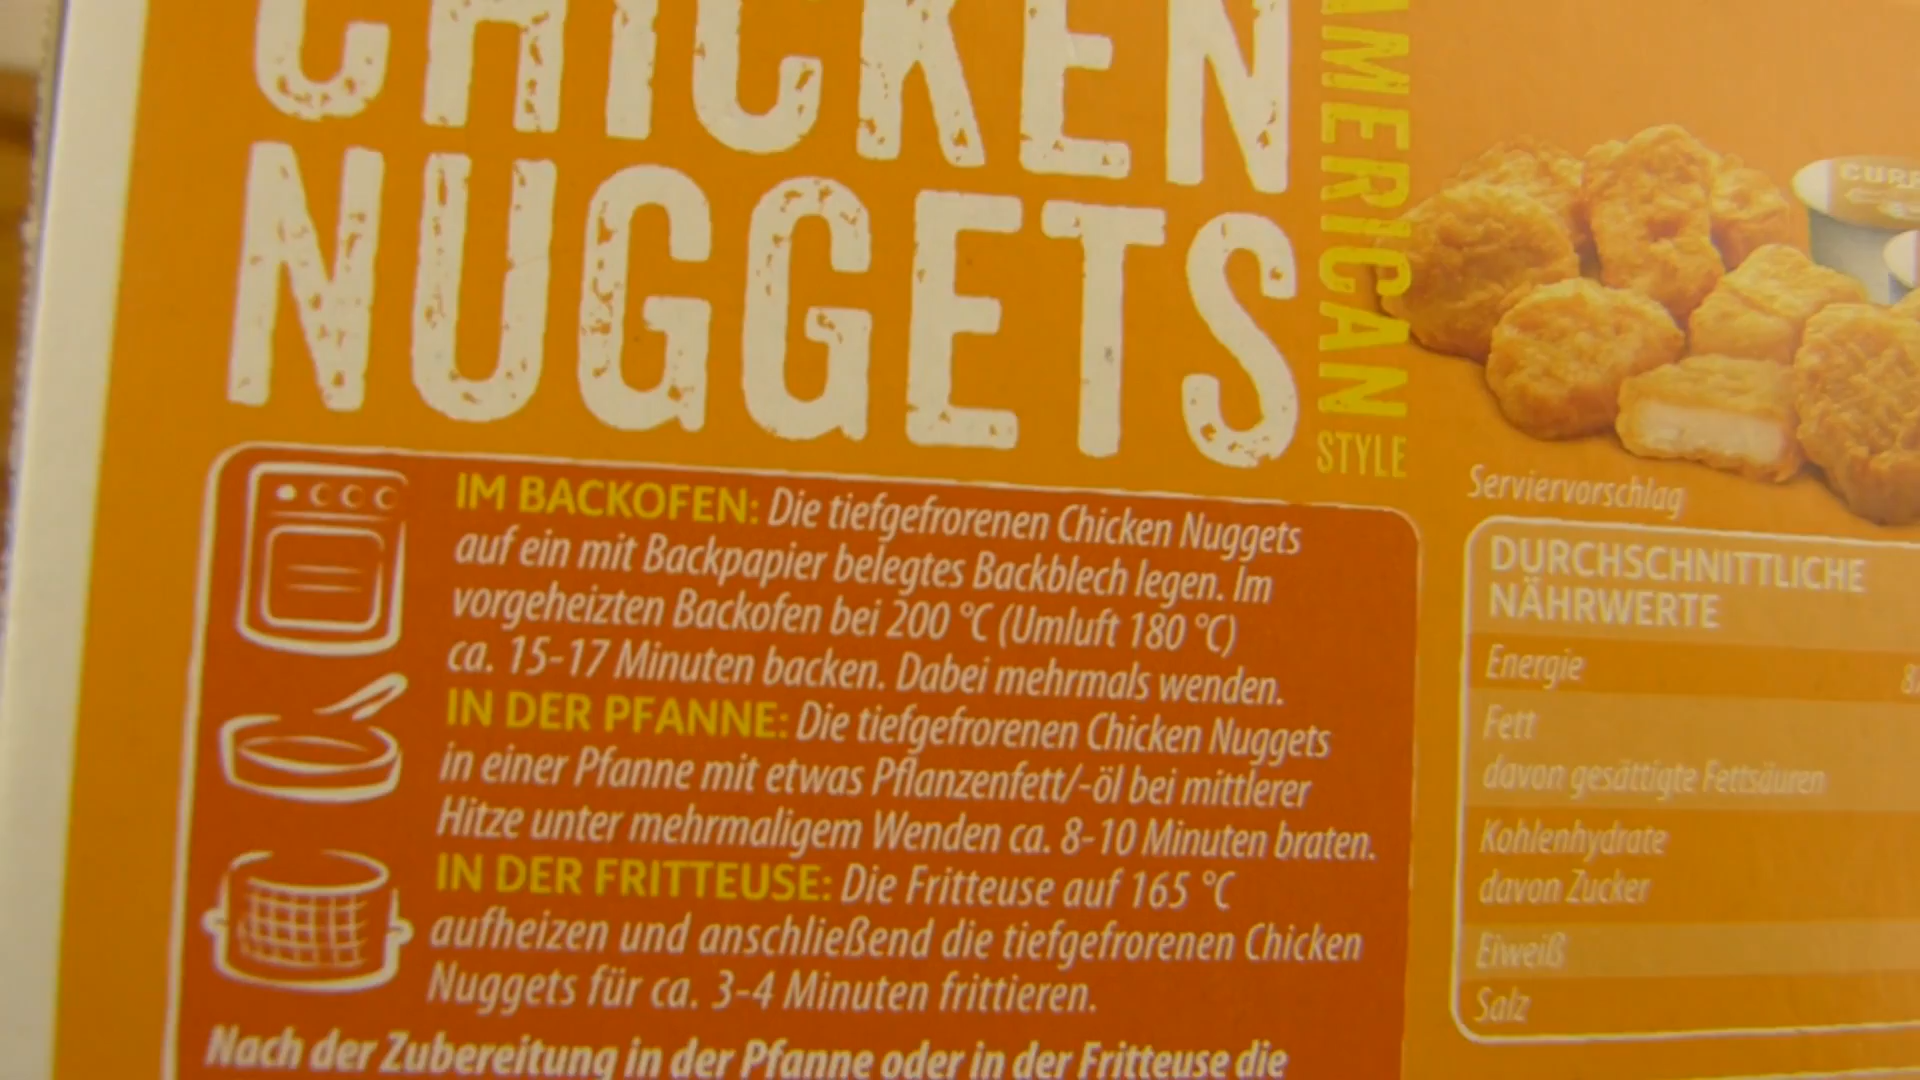 CHICKEN
NUGGETS
AMERICAN
STYLE
CURR
Serviervorschlag
IM BACKOFEN: Die tiefgefrorenen Chicken Nuggets
auf ein mit Backpapier belegtes Backblech legen. Im
vorgeheizten Backofen bei 200 °C (Umluft 180 °C)
ca. 15-17 Minuten backen. Dabei mehrmals wenden.
IN DER PFANNE: Die tiefgefrorenen Chicken Nuggets
in einer Pfanne mit etwas Pflanzenfett/-öl bei mittlerer
Hitze unter mehrmaligem Wenden ca. 8-10 Minuten braten.
IN DER FRITTEUSE: Die Fritteuse auf 165 °C
aufheizen und anschließend die tiefgefrorenen Chicken
Nuggets für ca. 3-4 Minuten frittieren.
Nach der Zubereitung in der Pfanne oder in der Fritteuse die
DURCHSCHNITTLICHE
NÄHRWERTE
Energie
Fett
davon gesättigte Fettsäuren
Kohlenhydrate
davon Zucker
Eiweiß
Salz